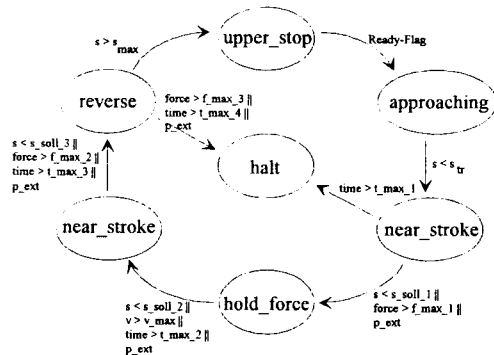 s > s_max
upper_stop
Ready-Flag
reverse
approaching
force > f_max_3 ||
time > t_max_4 ||
p_ext
halt
s < s_tr
s < s_soll_3 ||
force > f_max_2 ||
time > t_max_3 ||
p_ext
time > t_max_1
near_stroke
near_stroke
hold_force
s < s_soll_2 ||
v > v_max ||
time > t_max_2 ||
p_ext
s < s_soll_1 ||
force > f_max_1 ||
p_ext